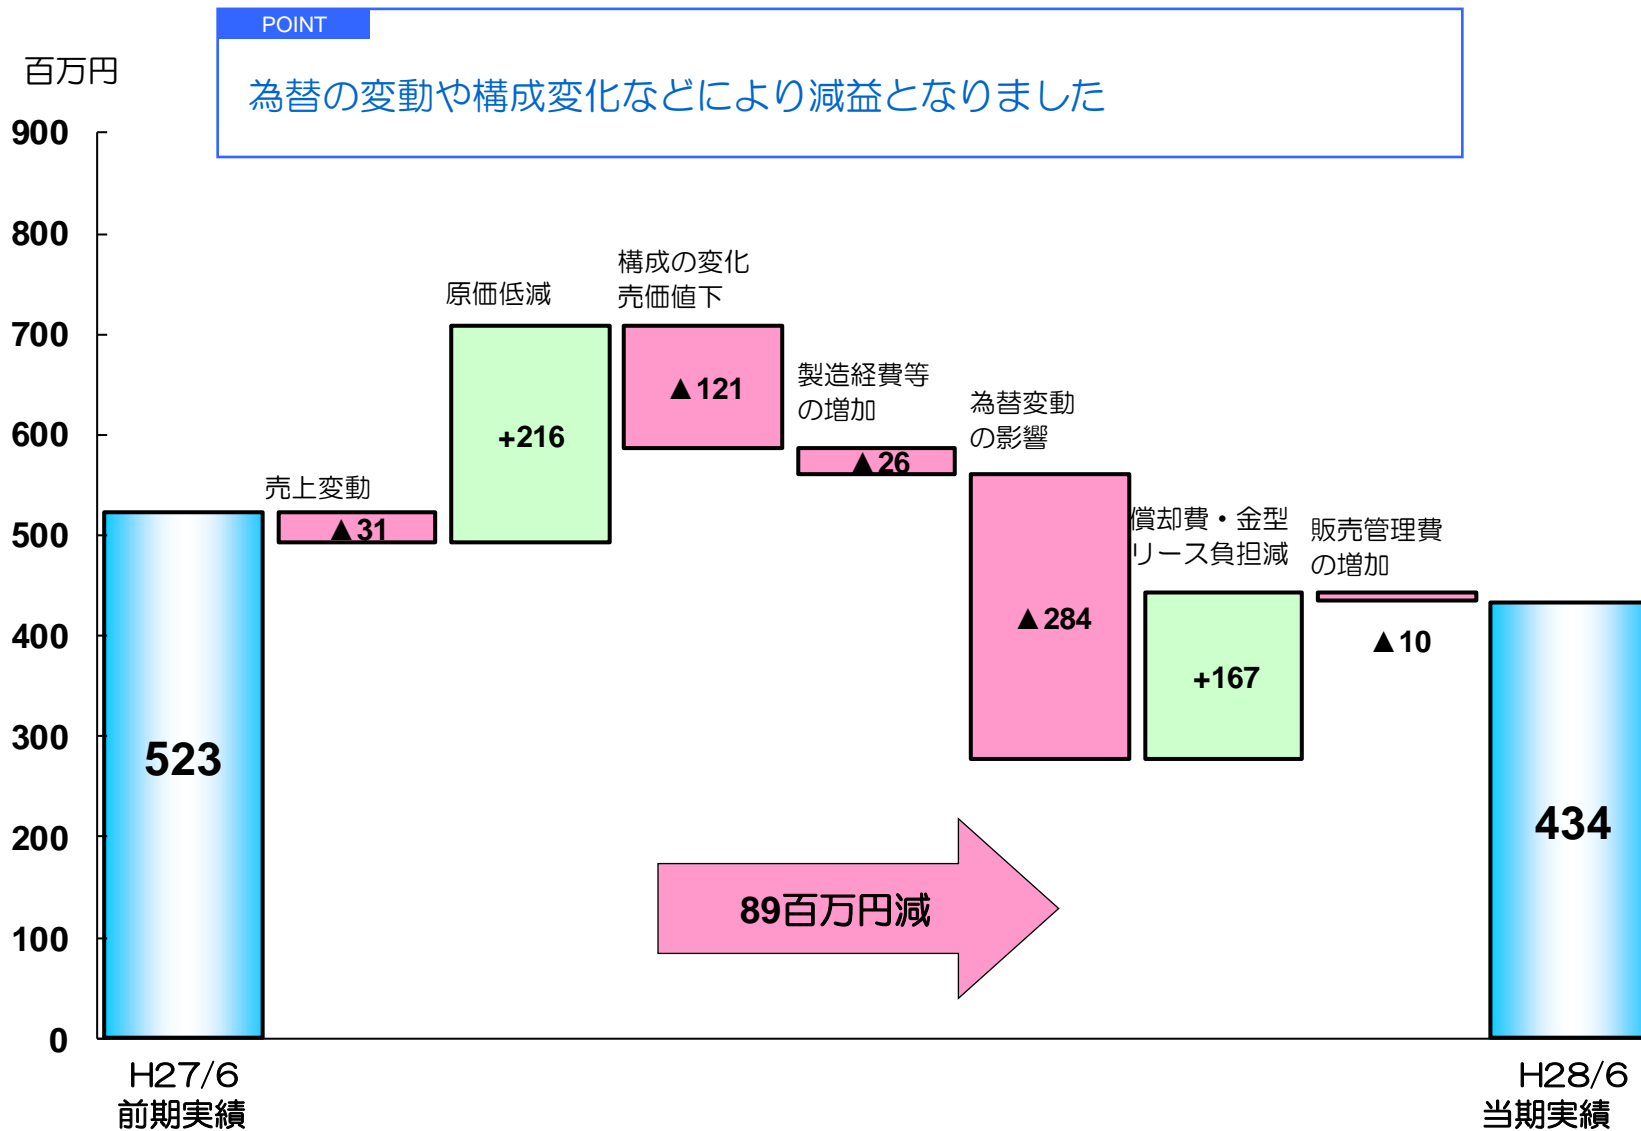 POINT
為替の変動や構成変化などにより減益となりました
百万円
900
800
700
600
500
400
300
200
100
0
523
売上変動
▲31
原価低減
+216
構成の変化
売価値下
▲121
製造経費等
の増加
▲26
為替変動
の影響
▲284
償却費・金型
リース負担減
+167
販売管理費
の増加
▲10
434
89百万円減
H27/6
前期実績
H28/6
当期実績